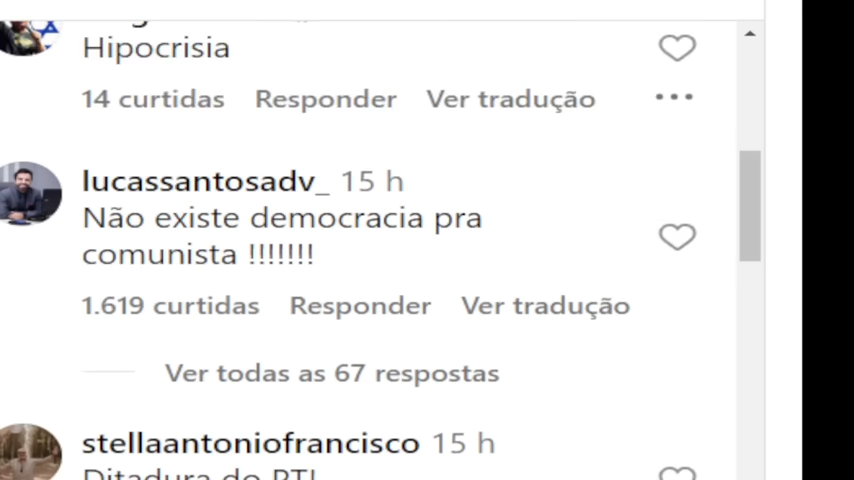 Hipocrisia
14 curtidas Responder Ver tradução
lucassantosadv_ 15 h
Não existe democracia pra
comunista !!!!!!!
1.619 curtidas Responder Ver tradução
Ver todas as 67 respostas
stellaantoniofrancisco 15 h
Ditadura do PT!